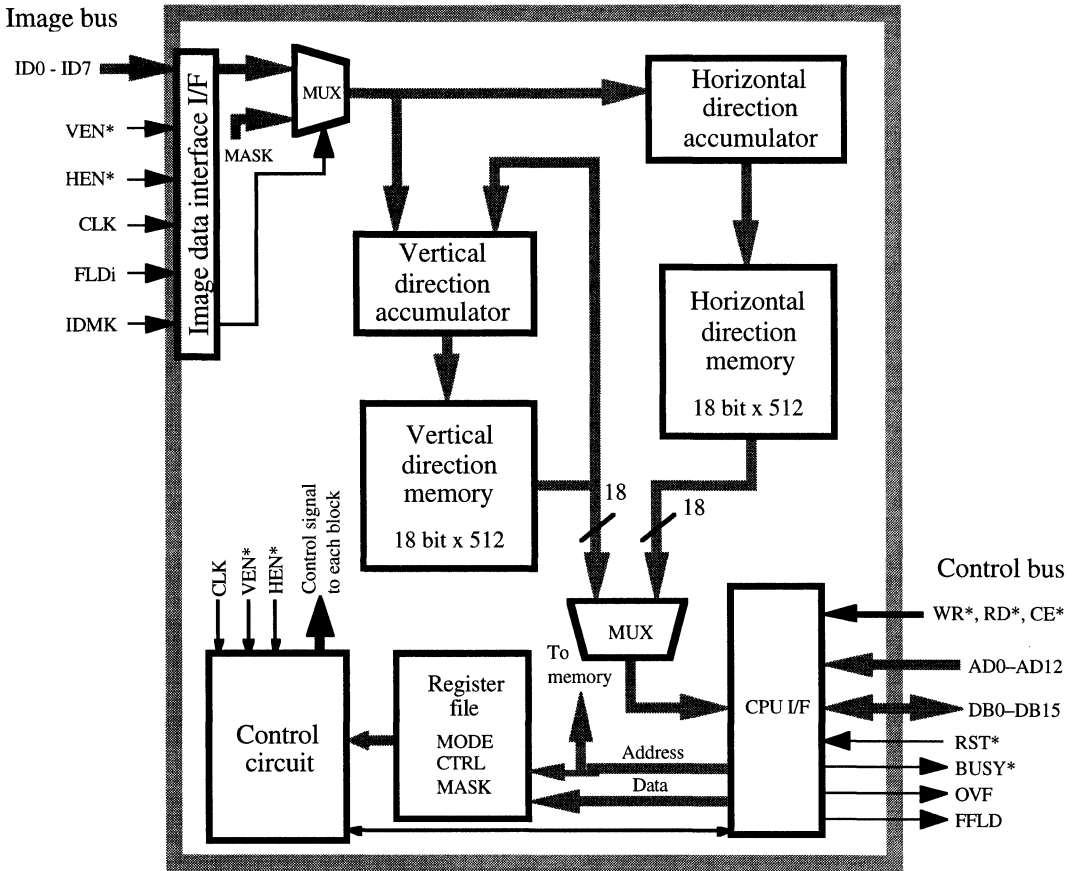 Image bus
ID0 - ID7
VEN*
HEN*
CLK
FLDi
IDMK
Image data interface I/F
MUX
MASK
Horizontal
direction
accumulator
Vertical
direction
accumulator
Horizontal
direction
memory
18 bit x 512
Vertical
direction
memory
18 bit x 512
18
18
MUX
CLK
VEN*
HEN*
Control signal
to each block
Control
circuit
Register
file
MODE
CTRL
MASK
To
memory
Address
Data
CPU I/F
Control bus
WR*, RD*, CE*
AD0–AD12
DB0–DB15
RST*
BUSY*
OVF
FFLD